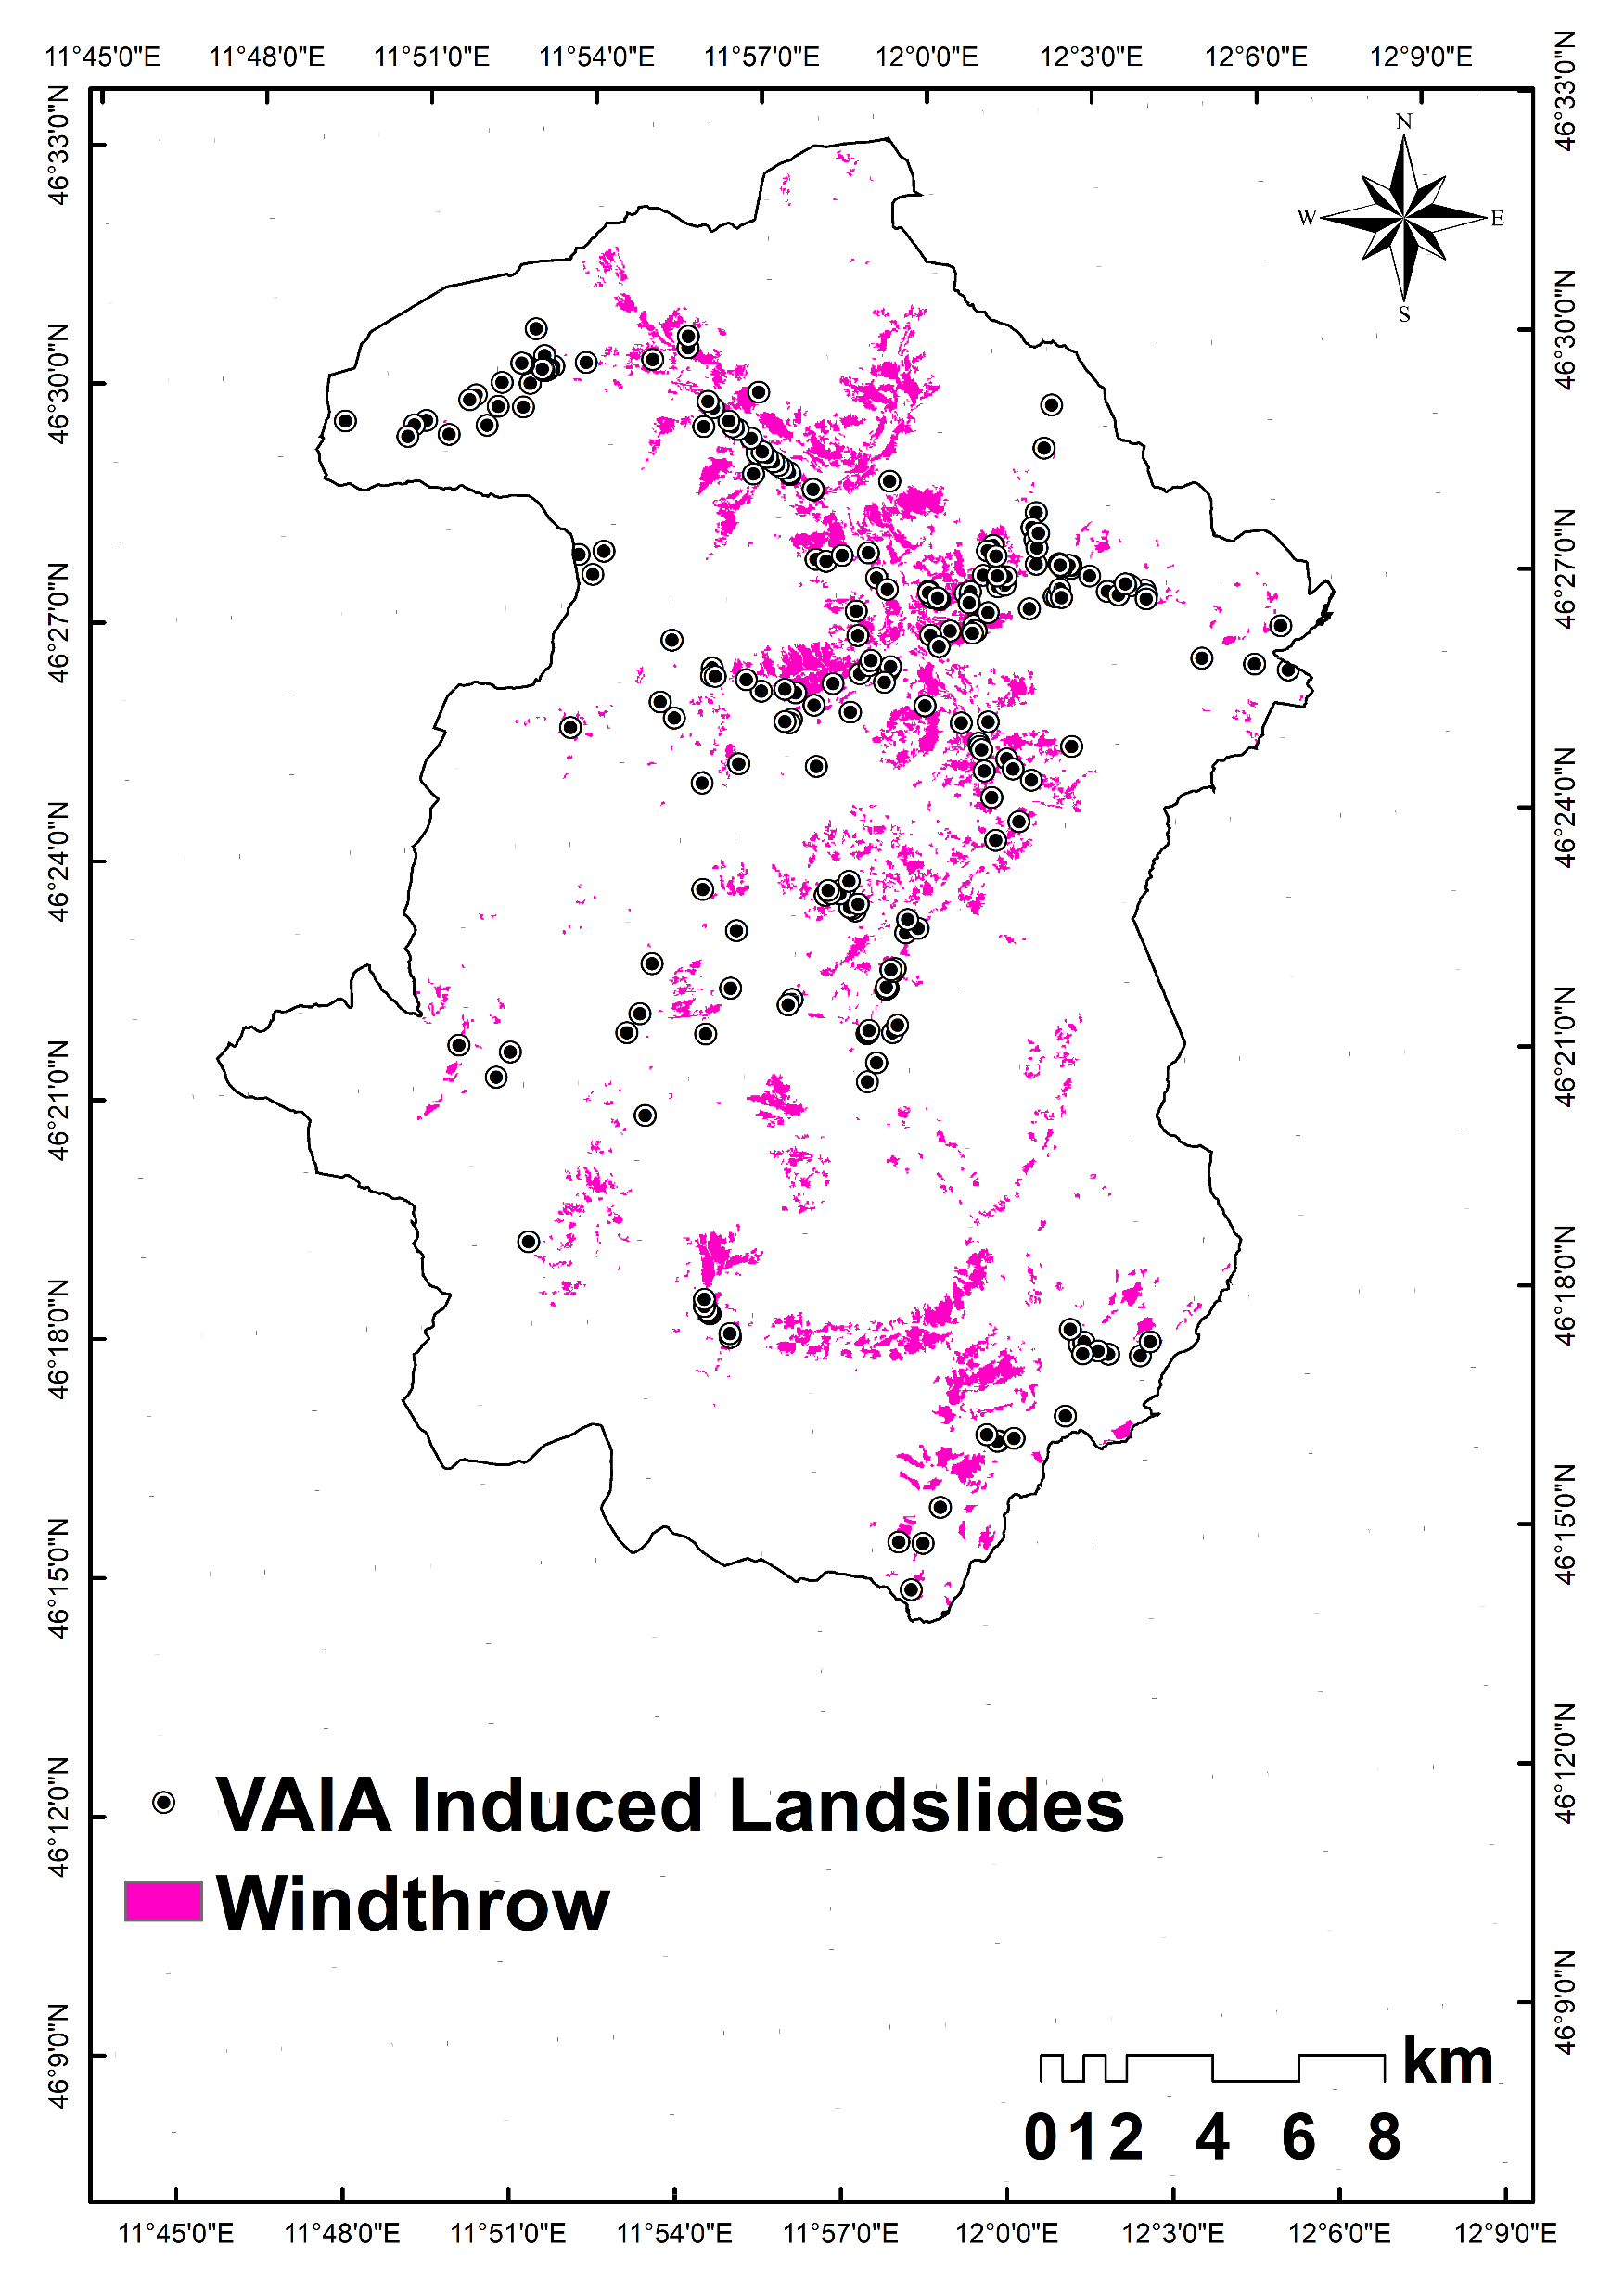 11°45'0"E 11°48'0"E 11°51'0"E 11°54'0"E 11°57'0"E 12°0'0"E 12°3'0"E 12°6'0"E 12°9'0"E
46°33'0"N
46°30'0"N
46°27'0"N
46°24'0"N
46°21'0"N
46°18'0"N
46°15'0"N
46°12'0"N
46°9'0"N
46°33'0"N
46°30'0"N
46°27'0"N
46°24'0"N
46°21'0"N
46°18'0"N
46°15'0"N
46°12'0"N
46°9'0"N
N
W E
S
VAIA Induced Landslides
Windthrow
km
0 1 2 4 6 8
11°45'0"E 11°48'0"E 11°51'0"E 11°54'0"E 11°57'0"E 12°0'0"E 12°3'0"E 12°6'0"E 12°9'0"E